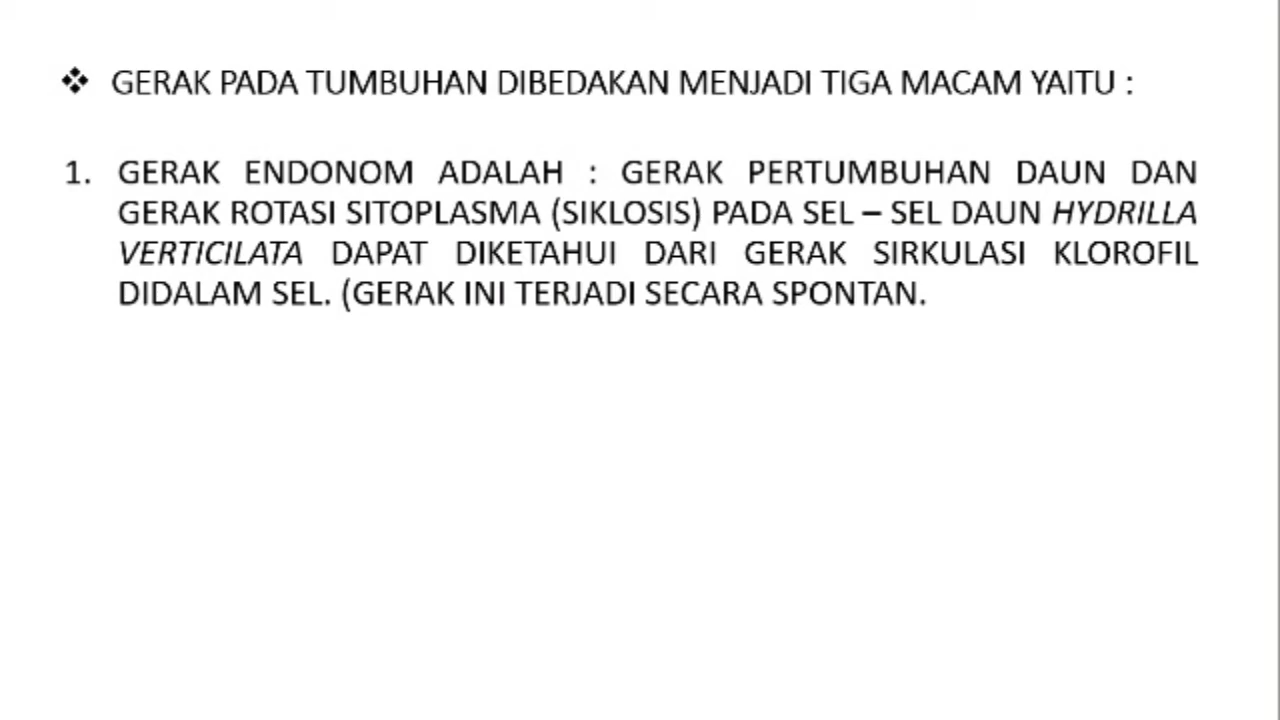 ❖ GERAK PADA TUMBUHAN DIBEDAKAN MENJADI TIGA MACAM YAITU :
1. GERAK ENDONOM ADALAH : GERAK PERTUMBUHAN DAUN DAN
GERAK ROTASI SITOPLASMA (SIKLOSIS) PADA SEL – SEL DAUN HYDRILLA
VERTICILATA DAPAT DIKETAHUI DARI GERAK SIRKULASI KLOROFIL
DIDALAM SEL. (GERAK INI TERJADI SECARA SPONTAN.